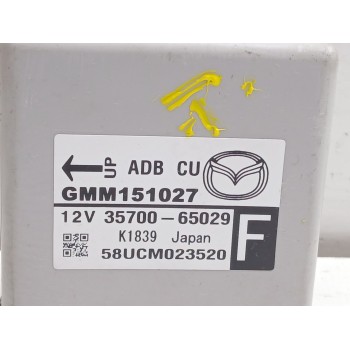 ←UP ADB CU
GMM151027
12V 35700-65029
F
K1839 Japan
58UCM023520